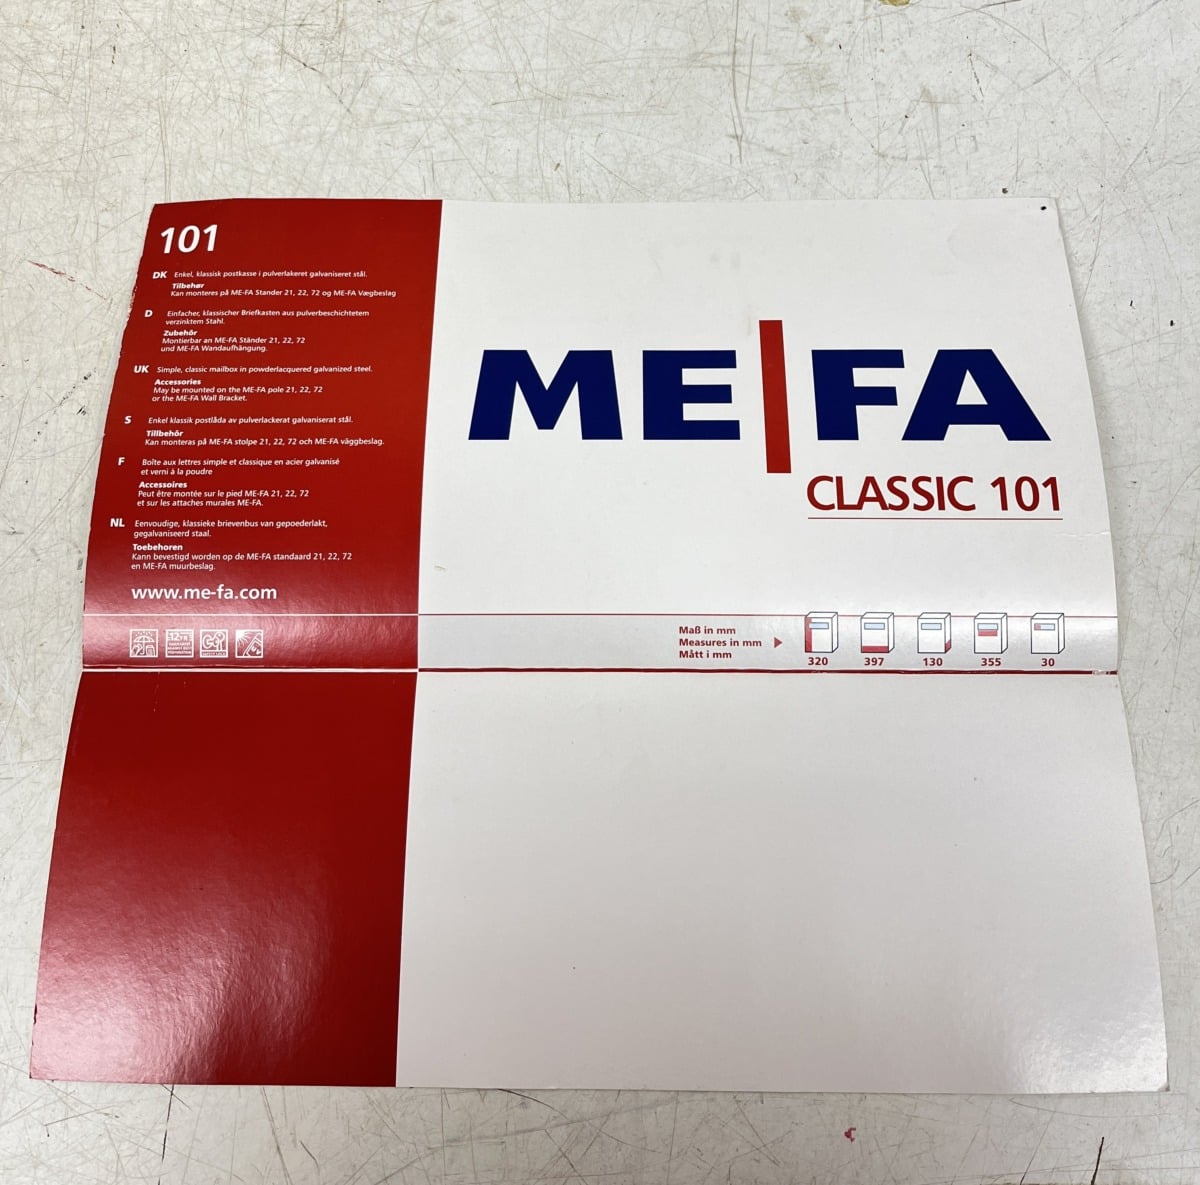 101
DK Enkel, klassisk postkasse i pulverlakeret galvaniseret stål.
Tilbehør
Kan monteres på ME-FA Stander 21, 22, 72 og ME-FA Vægbeslag
D Einfacher, klassischer Briefkasten aus pulverbeschichtetem
verzinktem Stahl.
Zubehör
Montierbar an ME-FA Ständer 21, 22, 72
und ME-FA Wandaufhängung.
UK Simple, classic mailbox in powderlacquered galvanized steel.
Accessories
May be mounted on the ME-FA pole 21, 22, 72
or the ME-FA Wall Bracket.
S Enkel klassik postlåda av pulverlackerat galvaniserat stål.
Tillbehör
Kan monteras på ME-FA stolpe 21, 22, 72 och ME-FA väggbeslag.
F Boîte aux lettres simple et classique en acier galvanisé
et verni à la poudre
Accessoires
Peut être montée sur le pied ME-FA 21, 22, 72
et sur les attaches murales ME-FA.
NL Eenvoudige, klassieke brievenbus van gepoederlakt,
gegalvaniseerd staal.
Toebehoren
Kann bevestigd worden op de ME-FA standaard 21, 22, 72
en ME-FA muurbeslag.
www.me-fa.com
ME|FA
CLASSIC 101
Maß in mm
Measures in mm
Mått i mm
320 397 130 355 30